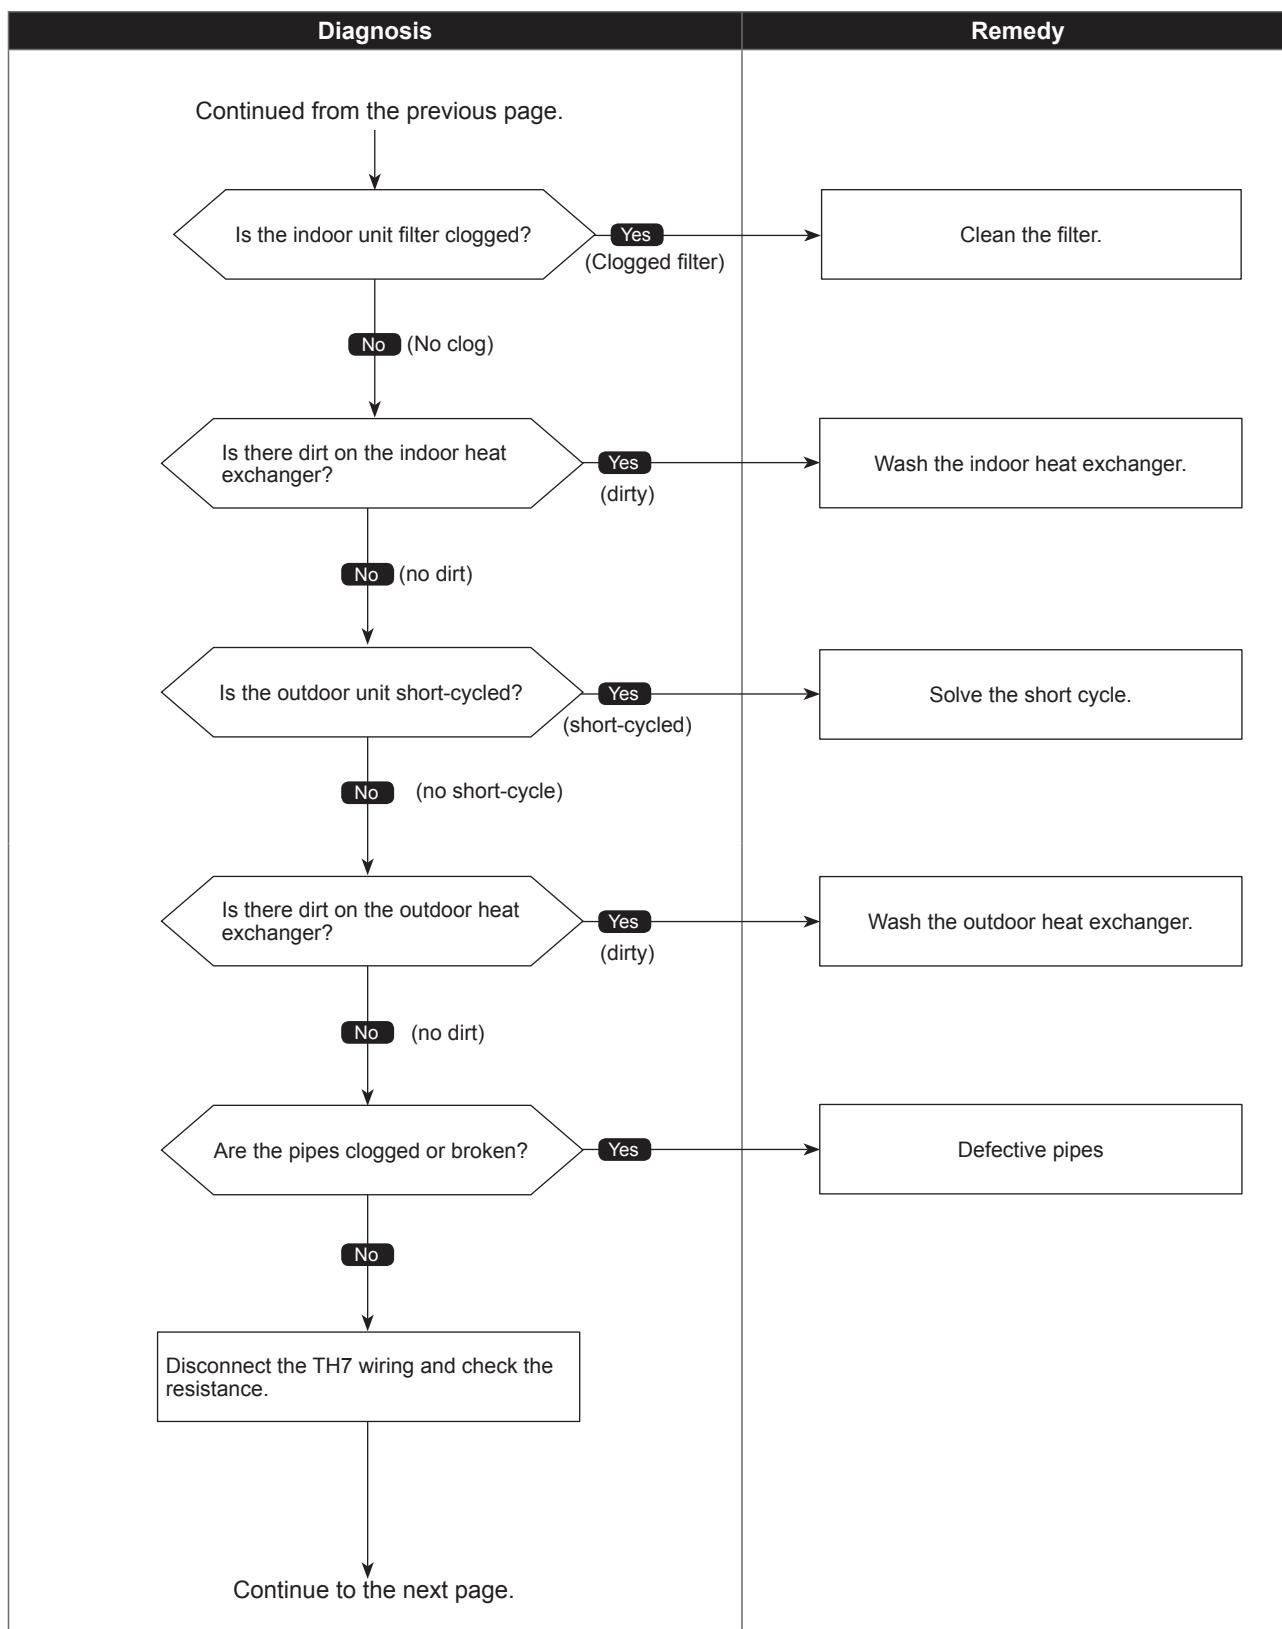 Diagnosis
Remedy
Continued from the previous page.
Is the indoor unit filter clogged?
Yes
(Clogged filter)
Clean the filter.
No (No clog)
Is there dirt on the indoor heat
exchanger?
Yes
(dirty)
Wash the indoor heat exchanger.
No (no dirt)
Is the outdoor unit short-cycled?
Yes
(short-cycled)
Solve the short cycle.
No (no short-cycle)
Is there dirt on the outdoor heat
exchanger?
Yes
(dirty)
Wash the outdoor heat exchanger.
No (no dirt)
Are the pipes clogged or broken?
Yes
Defective pipes
No
Disconnect the TH7 wiring and check the
resistance.
Continue to the next page.